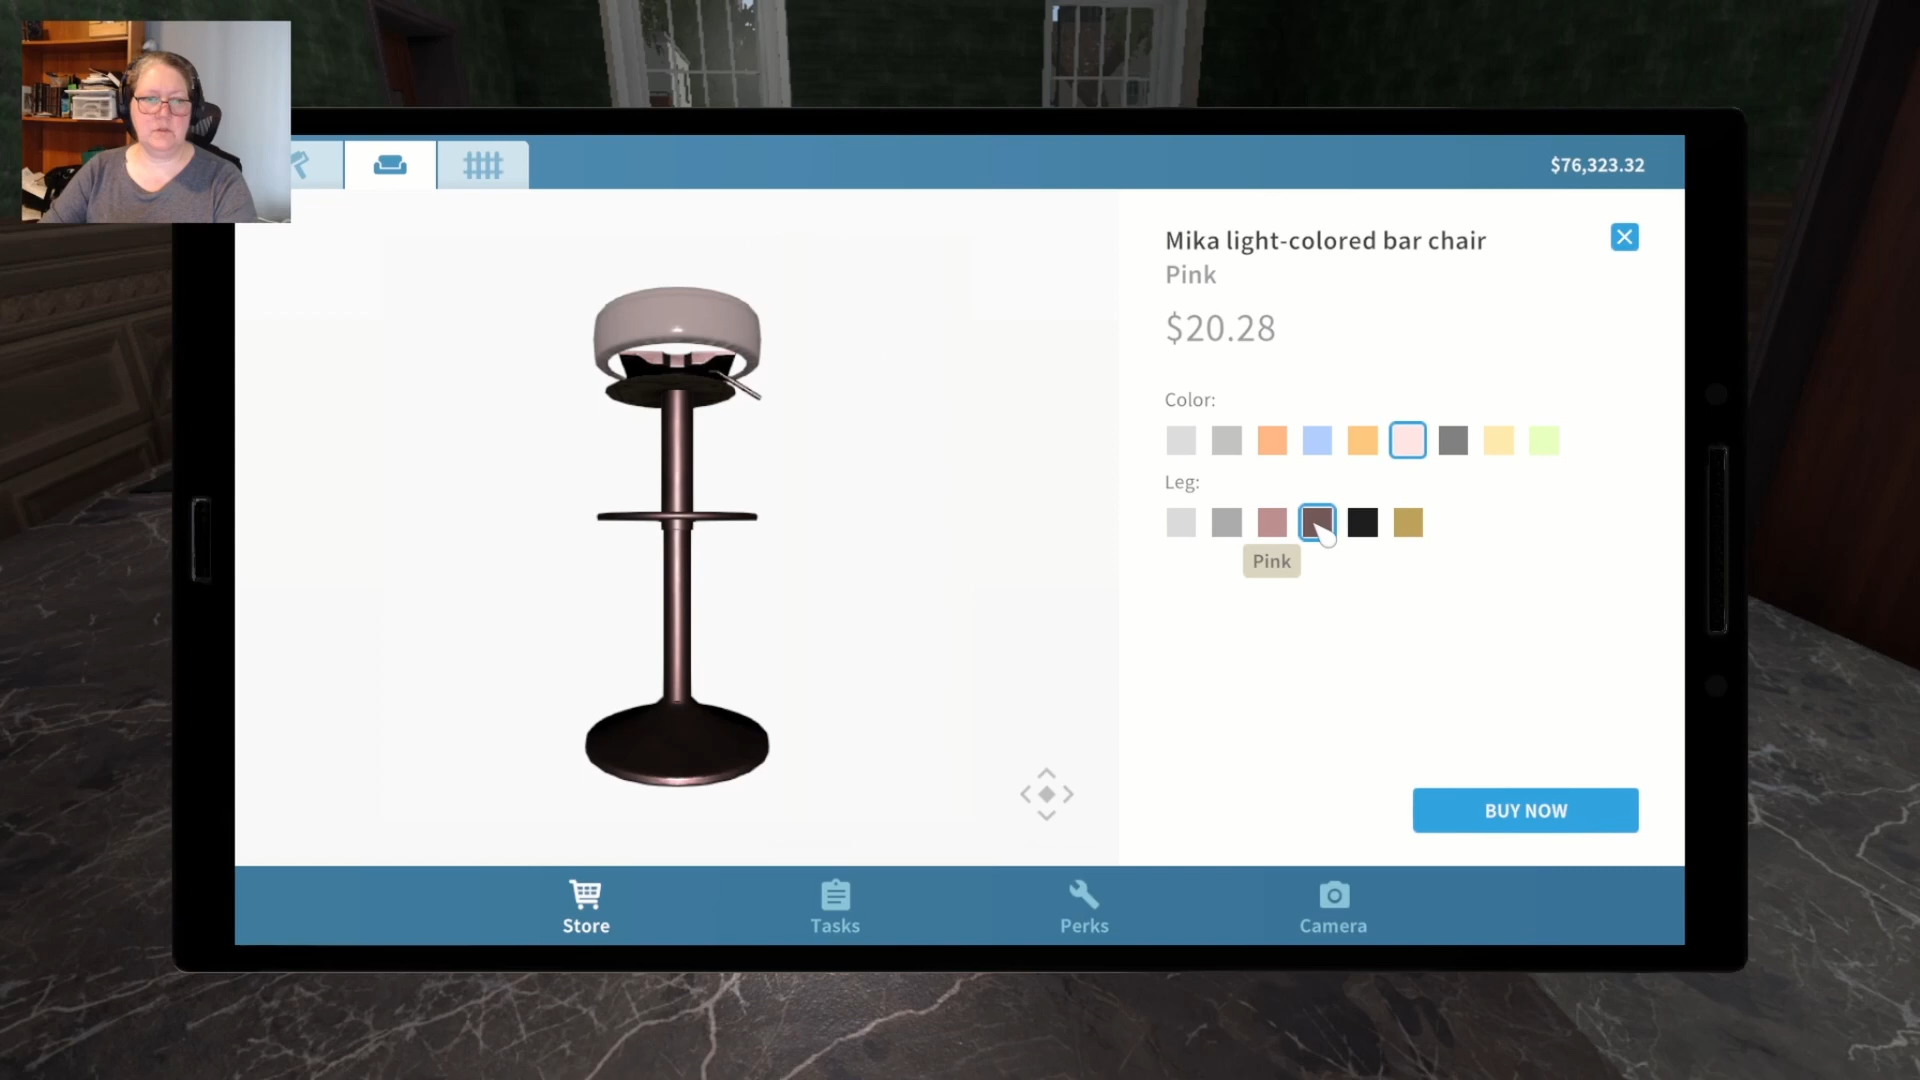 $76,323.32
Mika light-colored bar chair
Pink
$20.28
Color:
Leg:
Pink
BUY NOW
Store
Tasks
Perks
Camera